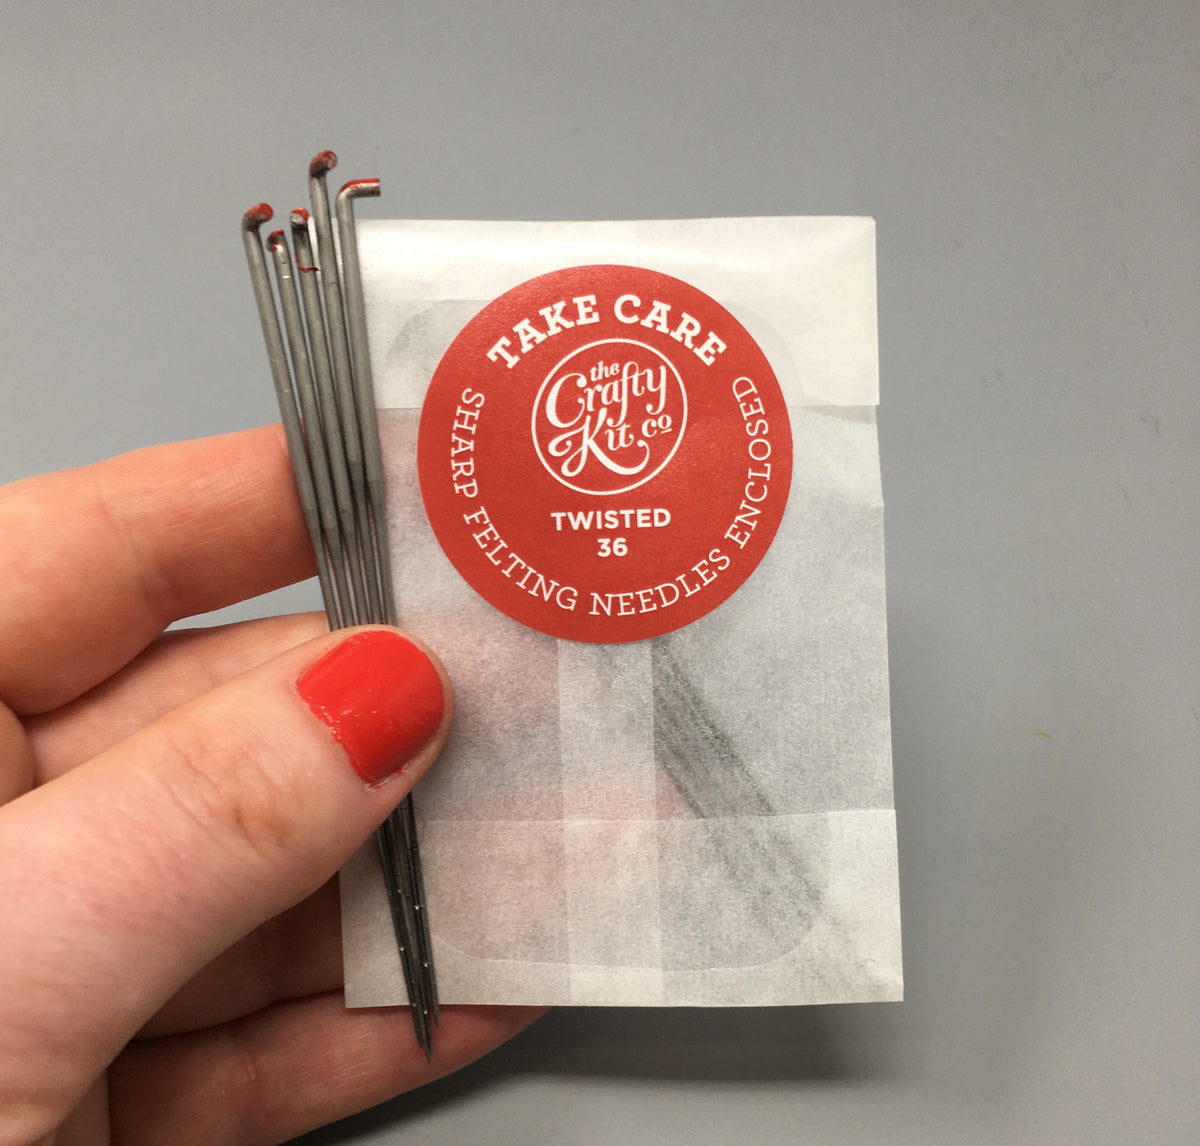 TAKE CARE
the
Crafty
Kit co
TWISTED
36
SHARP FELTING NEEDLES ENCLOSED